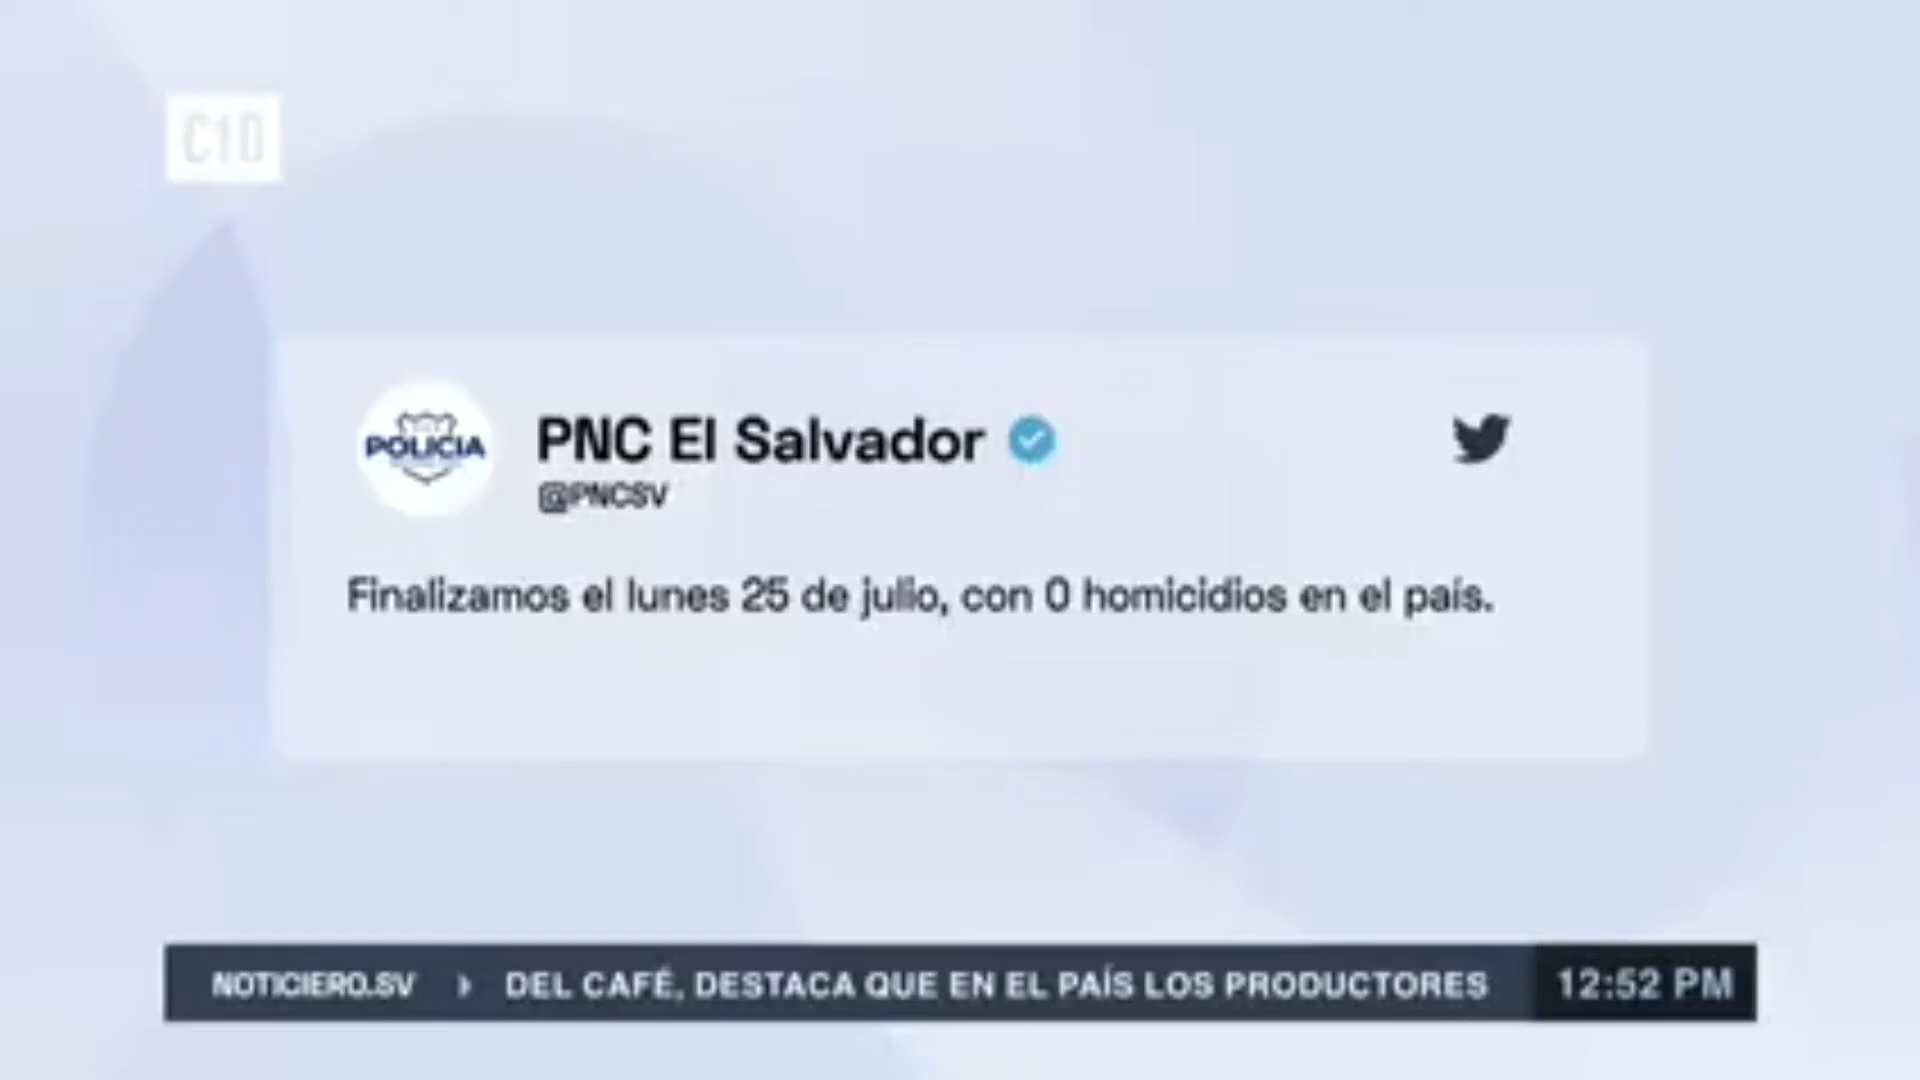 C10
POLICIA
PNC El Salvador
@PNCSV
Finalizamos el lunes 25 de julio, con 0 homicidios en el país.
NOTICIERO.SV › DEL CAFÉ, DESTACA QUE EN EL PAÍS LOS PRODUCTORES 12:52 PM